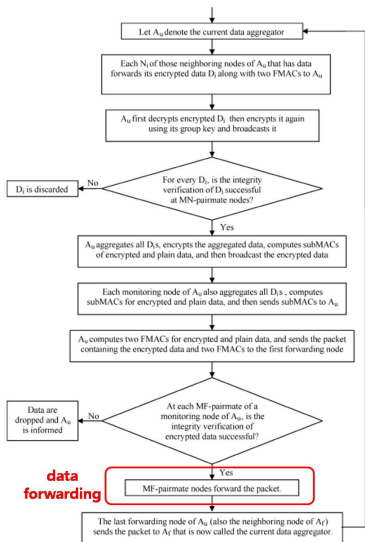 Let Au denote the current data aggregator
Each Ni of those neighboring nodes of Au that has data
forwards its encrypted data Di along with two FMACs to Au
Au first decrypts encrypted Di then encrypts it again
using its group key and broadcasts it
For every Di, is the integrity
verification of Di successful
at MN-pairmate nodes?
No
Di is discarded
Yes
Au aggregates all Dis, encrypts the aggregated data, computes subMACs
of encrypted and plain data, and then broadcast the encrypted data
Each monitoring node of Au also aggregates all Di s , computes
subMACs for encrypted and plain data, and then sends subMACs to Au
Au computes two FMACs for encrypted and plain data, and sends the packet
containing the encrypted data and two FMACs to the first forwarding node
At each MF-pairmate of a
monitoring node of Au, is the
integrity verification of
encrypted data successful?
No
Data are
dropped and Au
is informed
Yes
data
forwarding
MF-pairmate nodes forward the packet.
The last forwarding node of Au (also the neighboring node of Af)
sends the packet to Af that is now called the current data aggregator.